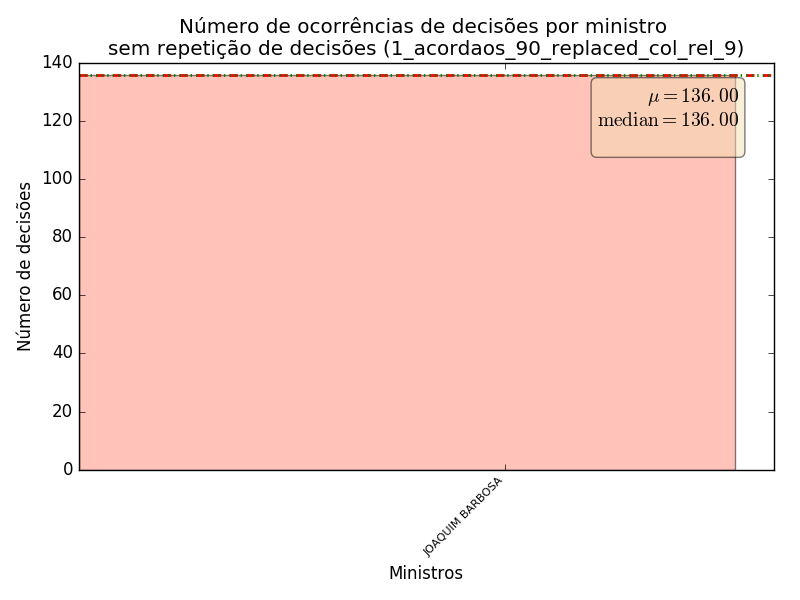 Número de ocorrências de decisões por ministro
sem repetição de decisões (1_acordaos_90_replaced_col_rel_9)
140
120
100
80
60
40
20
0
Número de decisões
μ = 136.00
median = 136.00
JOAQUIM BARBOSA
Ministros